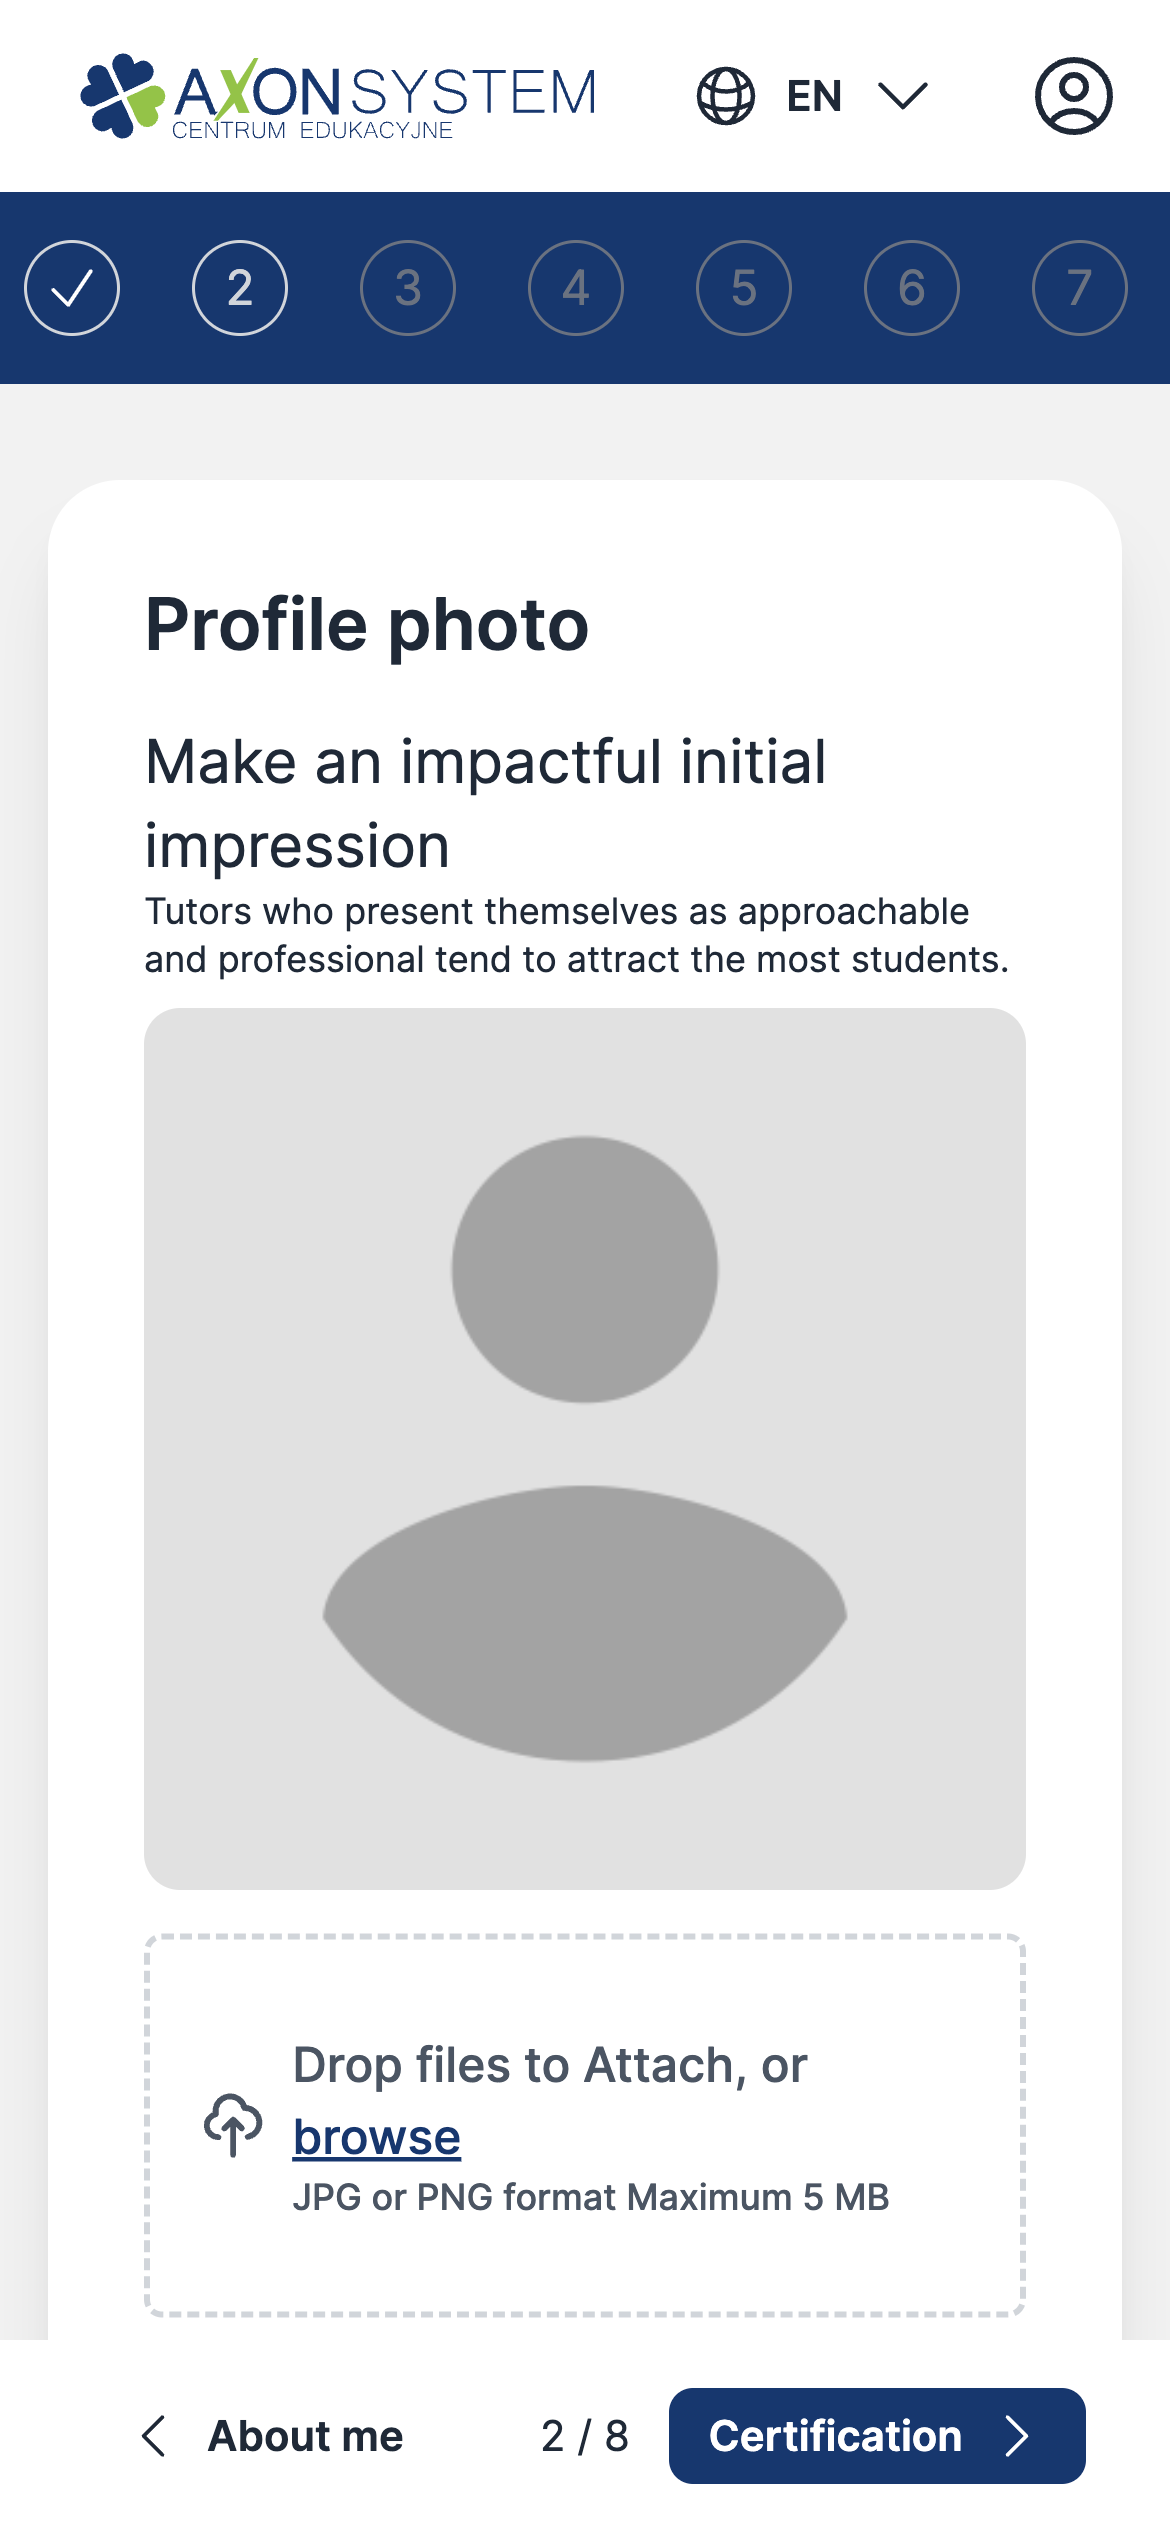 AXONSYSTEM
CENTRUM EDUKACYJNE
EN
2 3 4 5 6 7
Profile photo
Make an impactful initial
impression
Tutors who present themselves as approachable
and professional tend to attract the most students.
Drop files to Attach, or
browse
JPG or PNG format Maximum 5 MB
About me 2 / 8 Certification